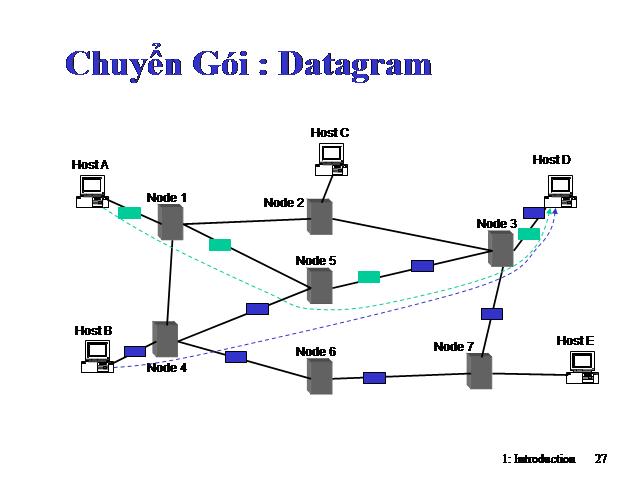 Chuyển Gói : Datagram
Host C
Host A
Host D
Node 1
Node 2
Node 3
Node 5
Host B
Node 4
Node 6
Node 7
Host E
1: Introduction 27